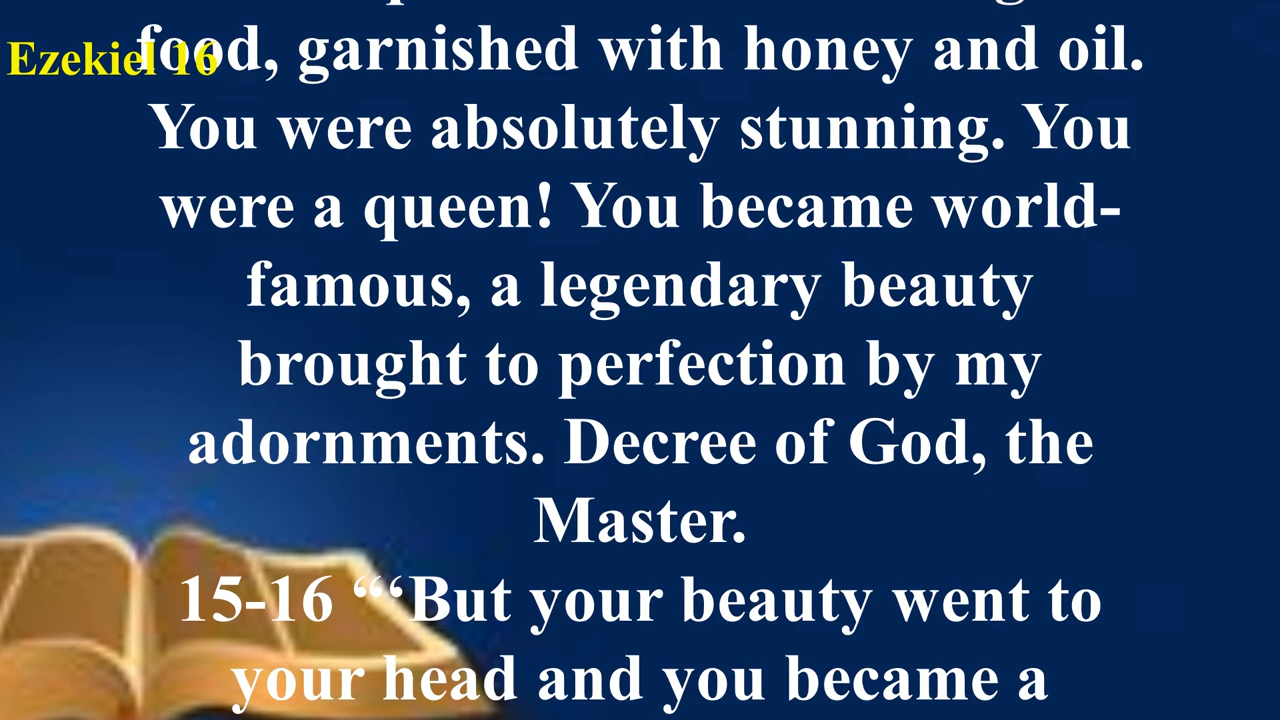 Ezekiel 16
food, garnished with honey and oil.
You were absolutely stunning. You
were a queen! You became world-
famous, a legendary beauty
brought to perfection by my
adornments. Decree of God, the
Master.
15-16 “‘But your beauty went to
your head and you became a